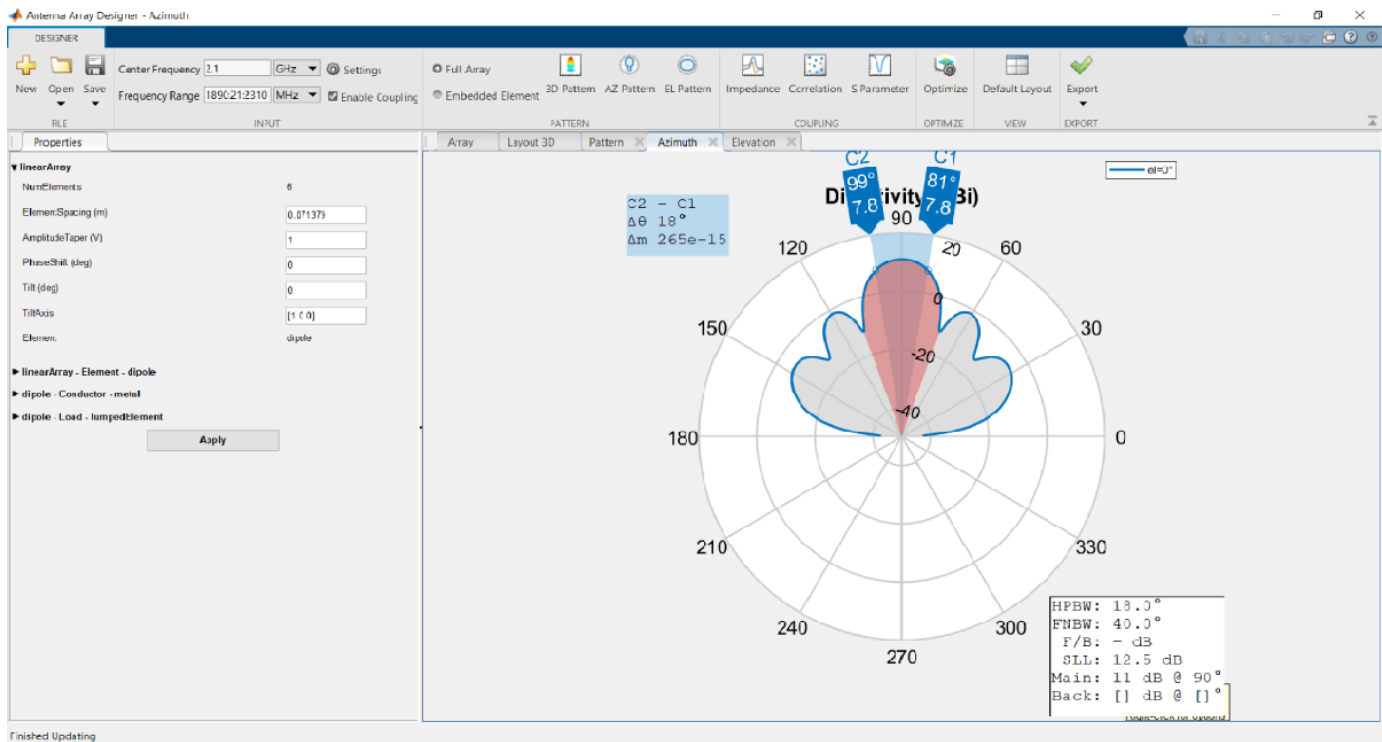 Antenna Array Designer - Azimuth
DESIGNER
New
Open
Save
FILE
Center Frequency 2.1 GHz Settings
Frequency Range 1890:21:2310 MHz Enable Coupling
INPUT
Full Array
Embedded Element
3D Pattern AZ Pattern EL Pattern
PATTERN
Impedance Correlation S Parameter
COUPLING
Optimize
OPTIMIZE
Default Layout
VIEW
Export
EXPORT
Properties
linearArray
NumElements 6
ElementSpacing (m) 0.071379
AmplitudeTaper (V) 1
PhaseShift (deg) 0
Tilt (deg) 0
TiltAxis [1 0 0]
Element dipole
linearArray - Element - dipole
dipole - Conductor - metal
dipole - Load - lumpedElement
Apply
Array Layout 3D Pattern Azimuth Elevation
C2 C1
99° 81°
7.8 7.8
el=0°
C2 - C1
Δθ 18°
Δm 265e-15
90
120
60
150
30
180
0
210
330
240
300
270
20
0
-20
-40
HPBW: 18.0°
FNBW: 40.0°
F/B: - dB
SLL: 12.5 dB
Main: 11 dB @ 90°
Back: [] dB @ []°
Finished Updating